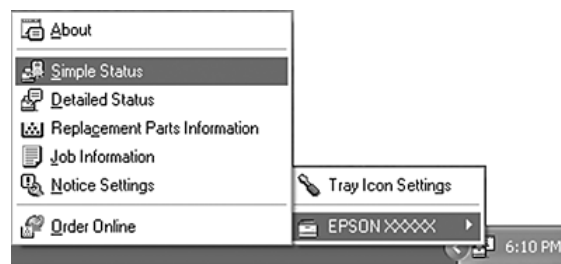 About
Simple Status
Detailed Status
Replacement Parts Information
Job Information
Notice Settings
Order Online
Tray Icon Settings
EPSON XXXXX
6:10 PM